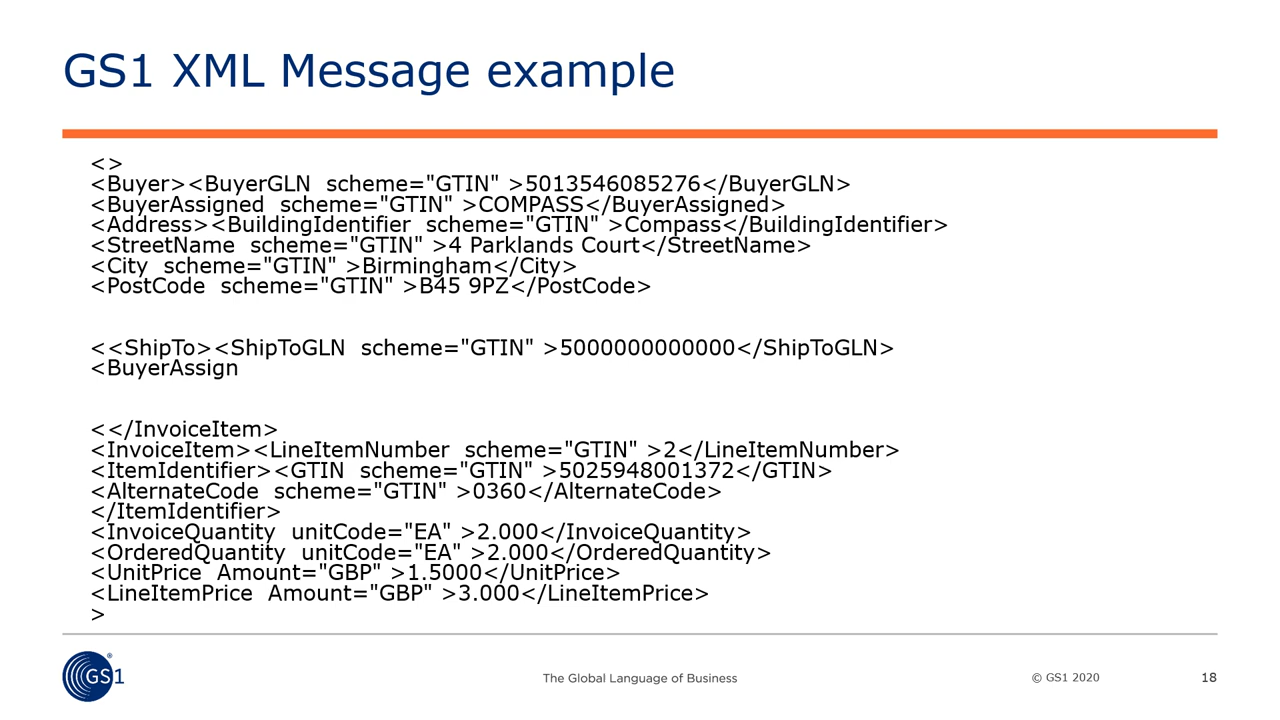 GS1 XML Message example
<>
<Buyer><BuyerGLN  scheme="GTIN" >5013546085276</BuyerGLN>
<BuyerAssigned  scheme="GTIN" >COMPASS</BuyerAssigned>
<Address><BuildingIdentifier  scheme="GTIN" >Compass</BuildingIdentifier>
<StreetName  scheme="GTIN" >4 Parklands Court</StreetName>
<City  scheme="GTIN" >Birmingham</City>
<PostCode  scheme="GTIN" >B45 9PZ</PostCode>
<<ShipTo><ShipToGLN  scheme="GTIN" >5000000000000</ShipToGLN>
<BuyerAssign
<</InvoiceItem>
<InvoiceItem><LineItemNumber  scheme="GTIN" >2</LineItemNumber>
<ItemIdentifier><GTIN  scheme="GTIN" >5025948001372</GTIN>
<AlternateCode  scheme="GTIN" >0360</AlternateCode>
</ItemIdentifier>
<InvoiceQuantity  unitCode="EA" >2.000</InvoiceQuantity>
<OrderedQuantity  unitCode="EA" >2.000</OrderedQuantity>
<UnitPrice  Amount="GBP" >1.5000</UnitPrice>
<LineItemPrice  Amount="GBP" >3.000</LineItemPrice>
>
GS1 ®
The Global Language of Business
© GS1 2020
18